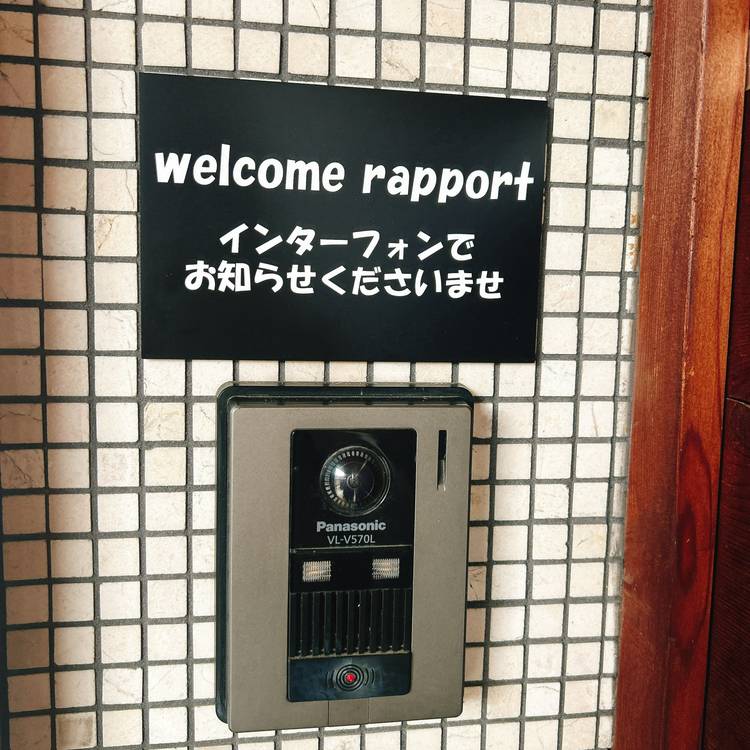 welcome rapport
インターフォンで
お知らせくださいませ
Panasonic
VL-V570L